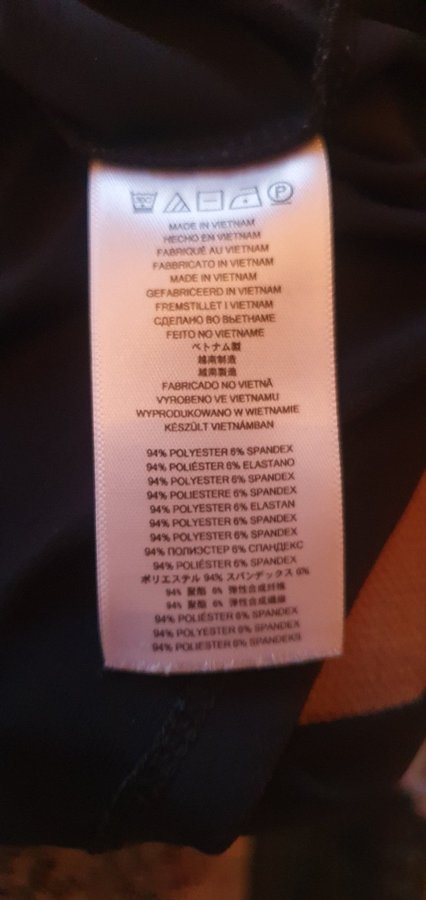 MADE IN VIETNAM
HECHO EN VIETNAM
FABRIQUÉ AU VIETNAM
FABBRICATO IN VIETNAM
MADE IN VIETNAM
GEFABRICEERD IN VIETNAM
FREMSTILLET I VIETNAM
СДЕЛАНО ВО ВЬЕТНАМЕ
FEITO NO VIETNAME
ベトナム製
越南制造
越南製造
FABRICADO NO VIETNÃ
VYROBENO VE VIETNAMU
WYPRODUKOWANO W WIETNAMIE
KÉSZÜLT VIETNÁMBAN
94% POLYESTER 6% SPANDEX
94% POLIÉSTER 6% ELASTANO
94% POLYESTER 6% SPANDEX
94% POLIESTERE 6% SPANDEX
94% POLYESTER 6% ELASTAN
94% POLYESTER 6% SPANDEX
94% POLYESTER 6% SPANDEX
94% ПОЛИЭСТЕР 6% СПАНДЕКС
94% POLIÉSTER 6% SPANDEX
ポリエステル 94% スパンデックス 6%
94% 聚酯 6% 弹性合成纤维
94% 聚酯 6% 弹性合成纖維
94% POLIÉSTER 6% SPANDEX
94% POLYESTER 6% SPANDEX
94% POLIESTER 6% SPANDEKS